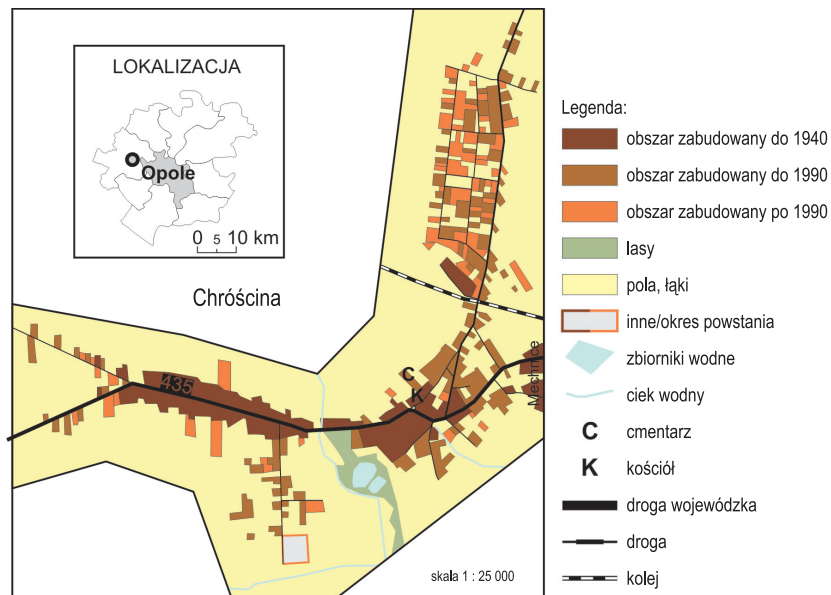 LOKALIZACJA
Opole
0 5 10 km
Chróścina
435
C
K
Mechnice
skala 1 : 25 000
Legenda:
obszar zabudowany do 1940
obszar zabudowany do 1990
obszar zabudowany po 1990
lasy
pola, łąki
inne/okres powstania
zbiorniki wodne
ciek wodny
C cmentarz
K kościół
droga wojewódzka
droga
kolej